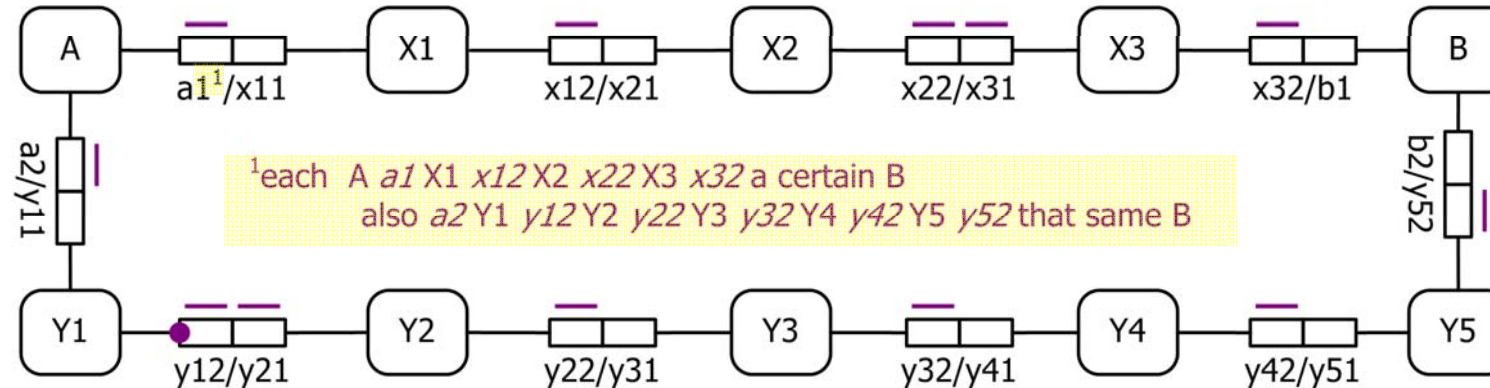 A X1 X2 X3 B
a1¹/x11 x12/x21 x22/x31 x32/b1
a2/y11
¹each A a1 X1 x12 X2 x22 X3 x32 a certain B
also a2 Y1 y12 Y2 y22 Y3 y32 Y4 y42 Y5 y52 that same B
b2/y52
Y1 Y2 Y3 Y4 Y5
y12/y21 y22/y31 y32/y41 y42/y51